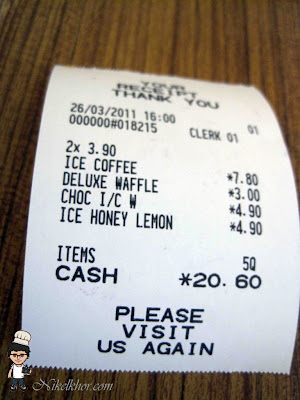 YOUR
RECEIPT
THANK YOU
26/03/2011 16:00 01
000000#018215 CLERK 01
2x 3.90
ICE COFFEE *7.80
DELUXE WAFFLE *3.00
CHOC I/C W *4.90
ICE HONEY LEMON *4.90
ITEMS 5Q
CASH *20.60
PLEASE
VISIT
US AGAIN
Nikelkhor.com